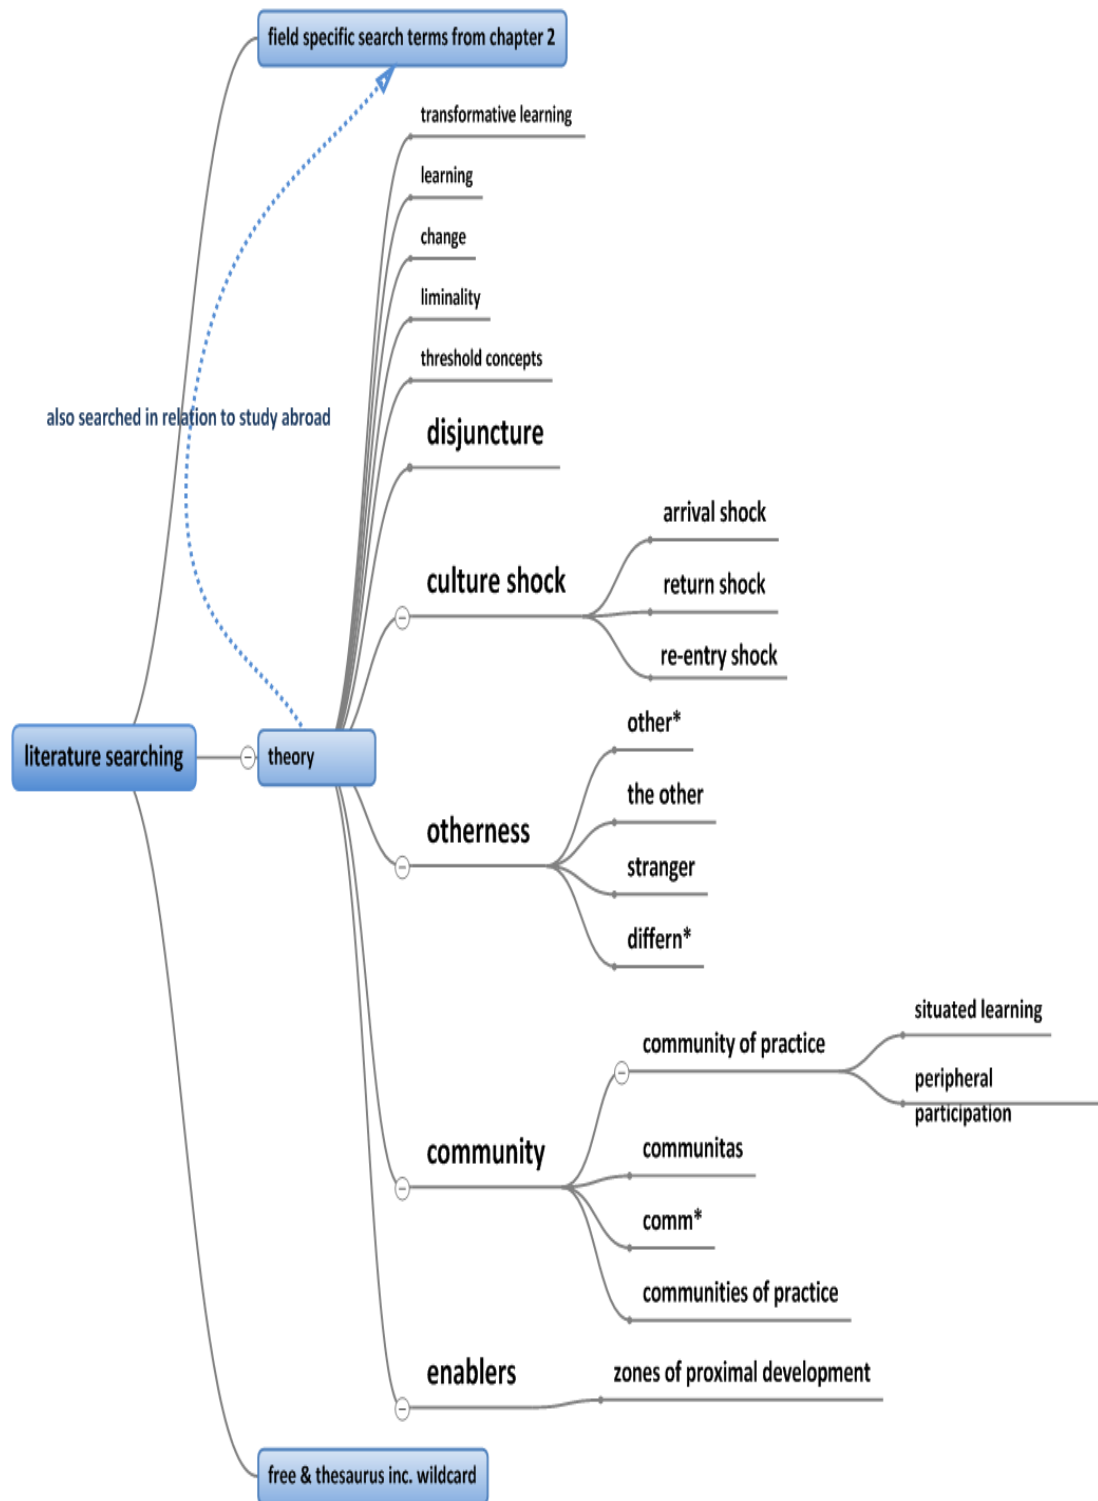 field specific search terms from chapter 2
transformative learning
learning
change
liminality
threshold concepts
also searched in relation to study abroad
disjuncture
culture shock
arrival shock
return shock
re-entry shock
literature searching
theory
otherness
other*
the other
stranger
differn*
community
community of practice
situated learning
peripheral
participation
communitas
comm*
communities of practice
enablers
zones of proximal development
free & thesaurus inc. wildcard